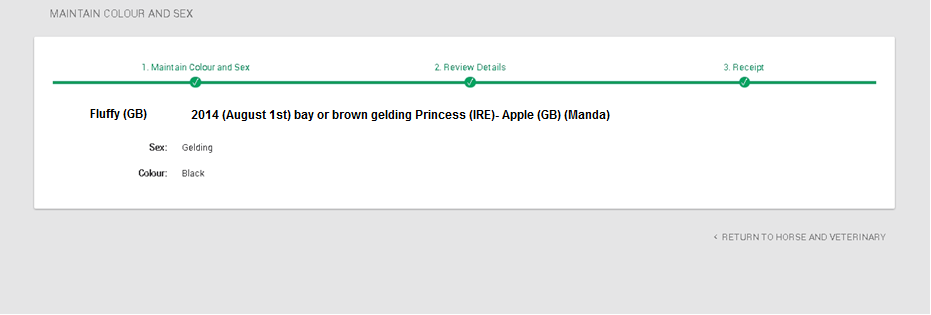 MAINTAIN COLOUR AND SEX
1. Maintain Colour and Sex
2. Review Details
3. Receipt
Fluffy (GB) 2014 (August 1st) bay or brown gelding Princess (IRE)- Apple (GB) (Manda)
Sex: Gelding
Colour: Black
< RETURN TO HORSE AND VETERINARY